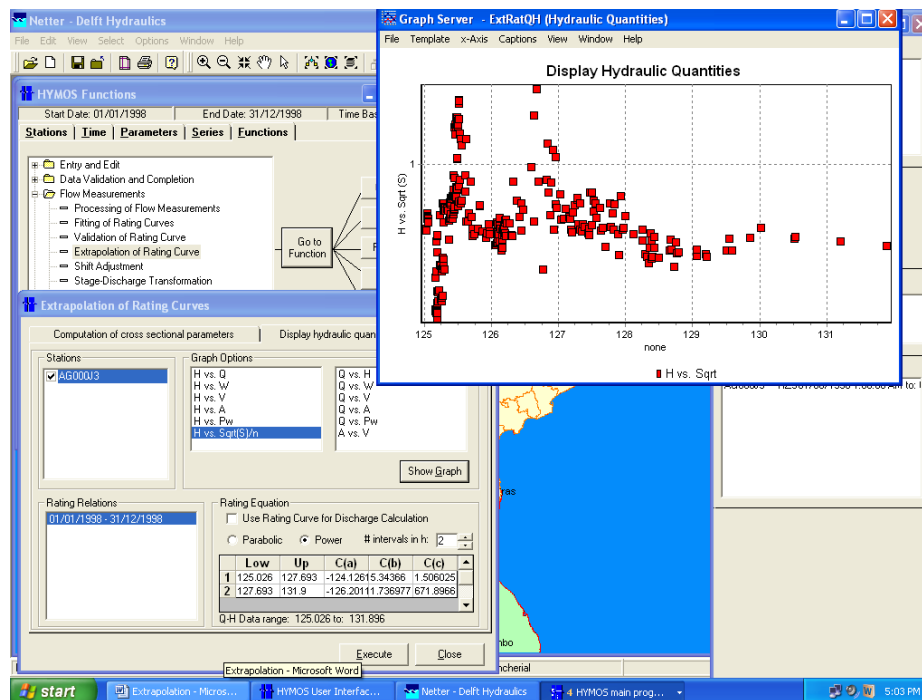 Netter - Delft Hydraulics
File Edit View Select Options Window Help
HYMOS Functions
Start Date: 01/01/1998 End Date: 31/12/1998 Time Bas
Stations | Time | Parameters | Series | Functions |
Entry and Edit
Data Validation and Completion
Flow Measurements
Processing of Flow Measurements
Fitting of Rating Curves
Validation of Rating Curve
Extrapolation of Rating Curve
Shift Adjustment
Stage-Discharge Transformation
Go to
Function
Graph Server - ExtRatQH (Hydraulic Quantities)
File Template x-Axis Captions View Window Help
Display Hydraulic Quantities
H vs. Sqrt (S)
1
125 126 127 128 129 130 131
none
H vs. Sqrt
Extrapolation of Rating Curves
Computation of cross sectional parameters | Display hydraulic quan
Stations
AG000J3
Graph Options
H vs. Q
H vs. W
H vs. V
H vs. A
H vs. Pw
H vs. Sqrt(S)/n
Q vs. H
Q vs. W
Q vs. V
Q vs. A
Q vs. Pw
A vs. V
Show Graph
Rating Relations
01/01/1998 - 31/12/1998
Rating Equation
Use Rating Curve for Discharge Calculation
Parabolic Power # intervals in h: 2
Low Up C(a) C(b) C(c)
1 125.026 127.693 -124.12615.34366 1.506025
2 127.693 131.9 -126.20111.736977 671.8966
Q-H Data range: 125.026 to: 131.896
Execute Close
Extrapolation - Microsoft Word
ras
nbo
ncherial
start Extrapolation - Micros... HYMOS User Interfac... Netter - Delft Hydraulics 4 HYMOS main prog... 5:03 PM